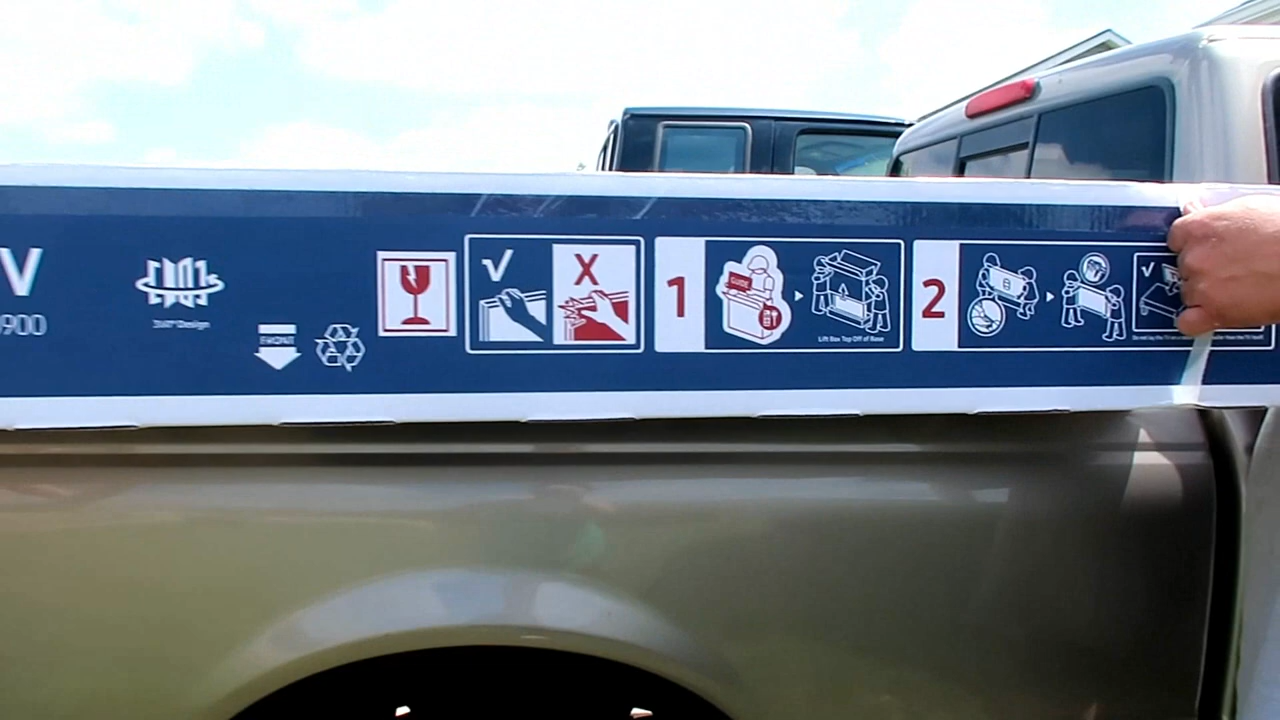 V
900
360° Design
FRONT
√
X
1
GUIDE
Lift Box Top Off of Base
2
√